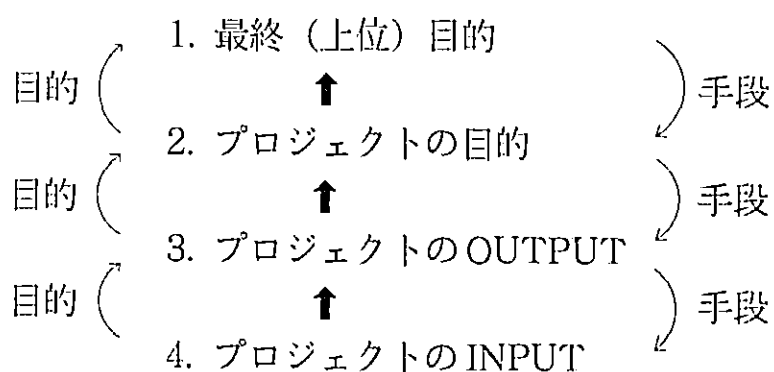 1. 最終（上位）目的
目的 手段
2. プロジェクトの目的
目的 手段
3. プロジェクトのOUTPUT
目的 手段
4. プロジェクトのINPUT